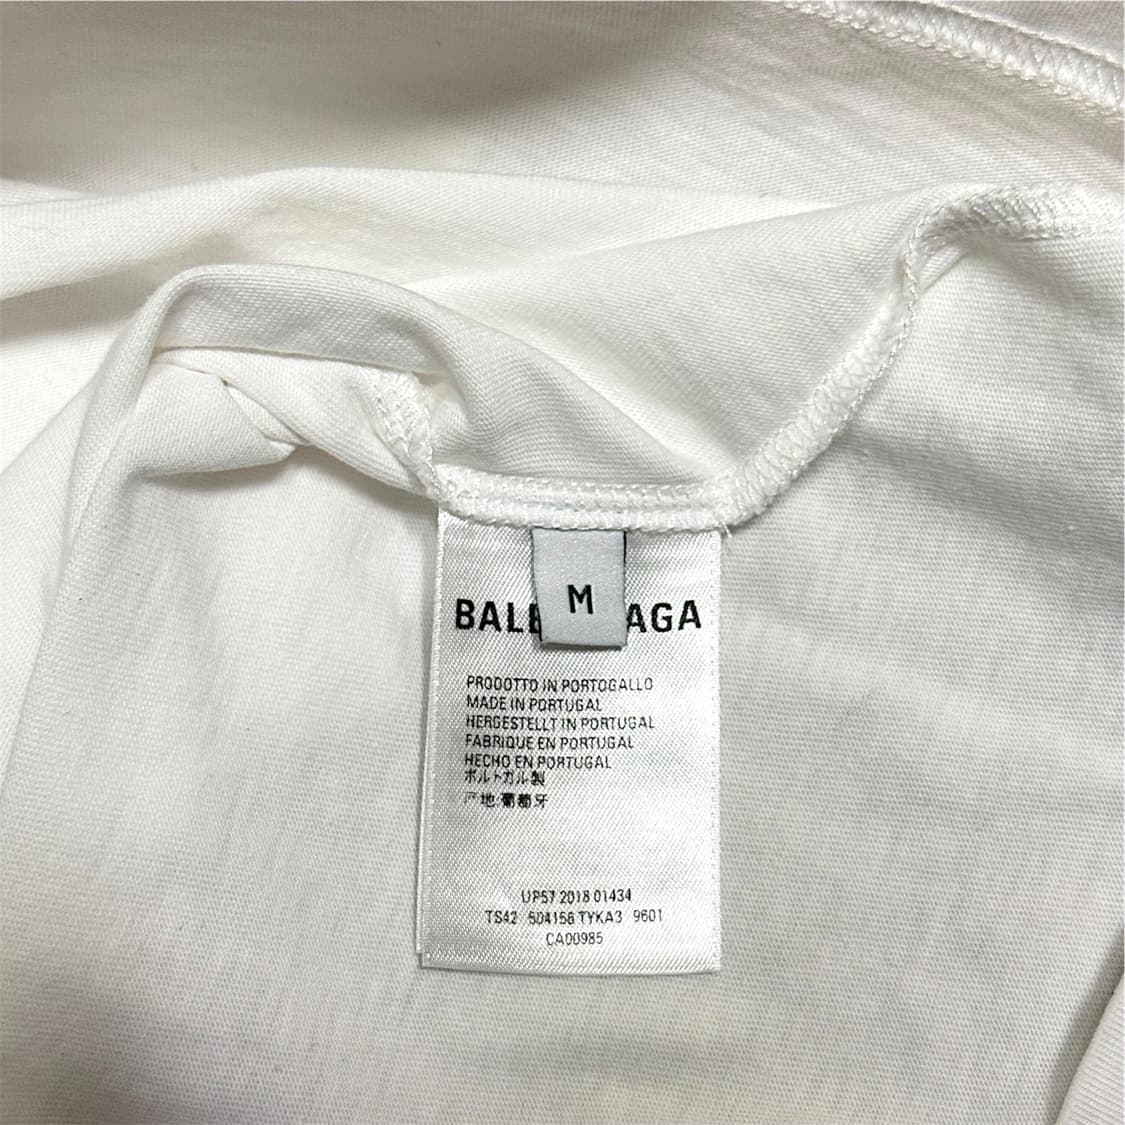 M
BALE AGA
PRODOTTO IN PORTOGALLO
MADE IN PORTUGAL
HERGESTELLT IN PORTUGAL
FABRIQUE EN PORTUGAL
HECHO EN PORTUGAL
ポルトガル製
产地:葡萄牙
UP57 2018 01434
TS42 504156 TYKA3 9601
CA00985